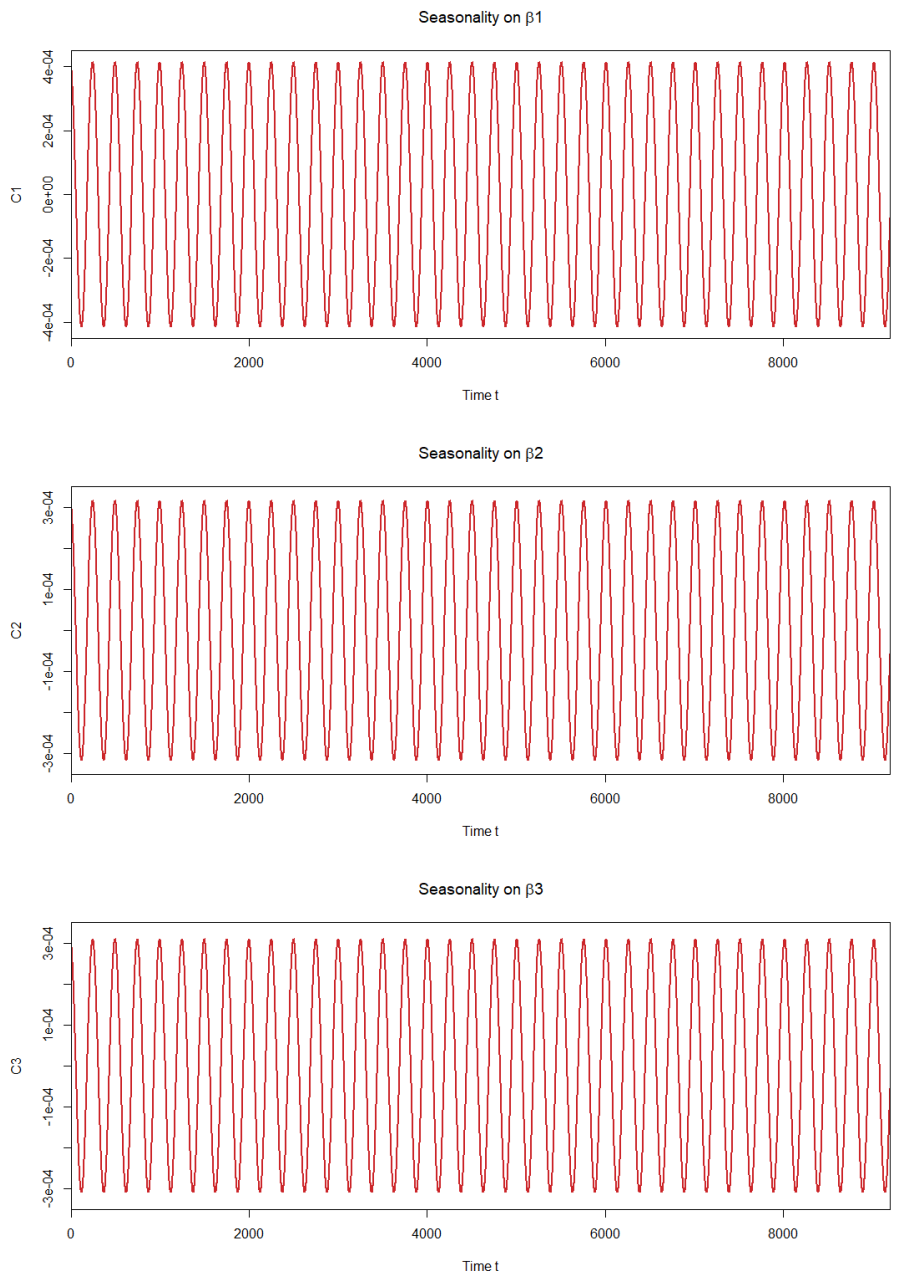 Seasonality on β1
4e-04
2e-04
0e+00
-2e-04
-4e-04
C1
0 2000 4000 6000 8000
Time t
Seasonality on β2
3e-04
1e-04
-1e-04
-3e-04
C2
0 2000 4000 6000 8000
Time t
Seasonality on β3
3e-04
1e-04
-1e-04
-3e-04
C3
0 2000 4000 6000 8000
Time t